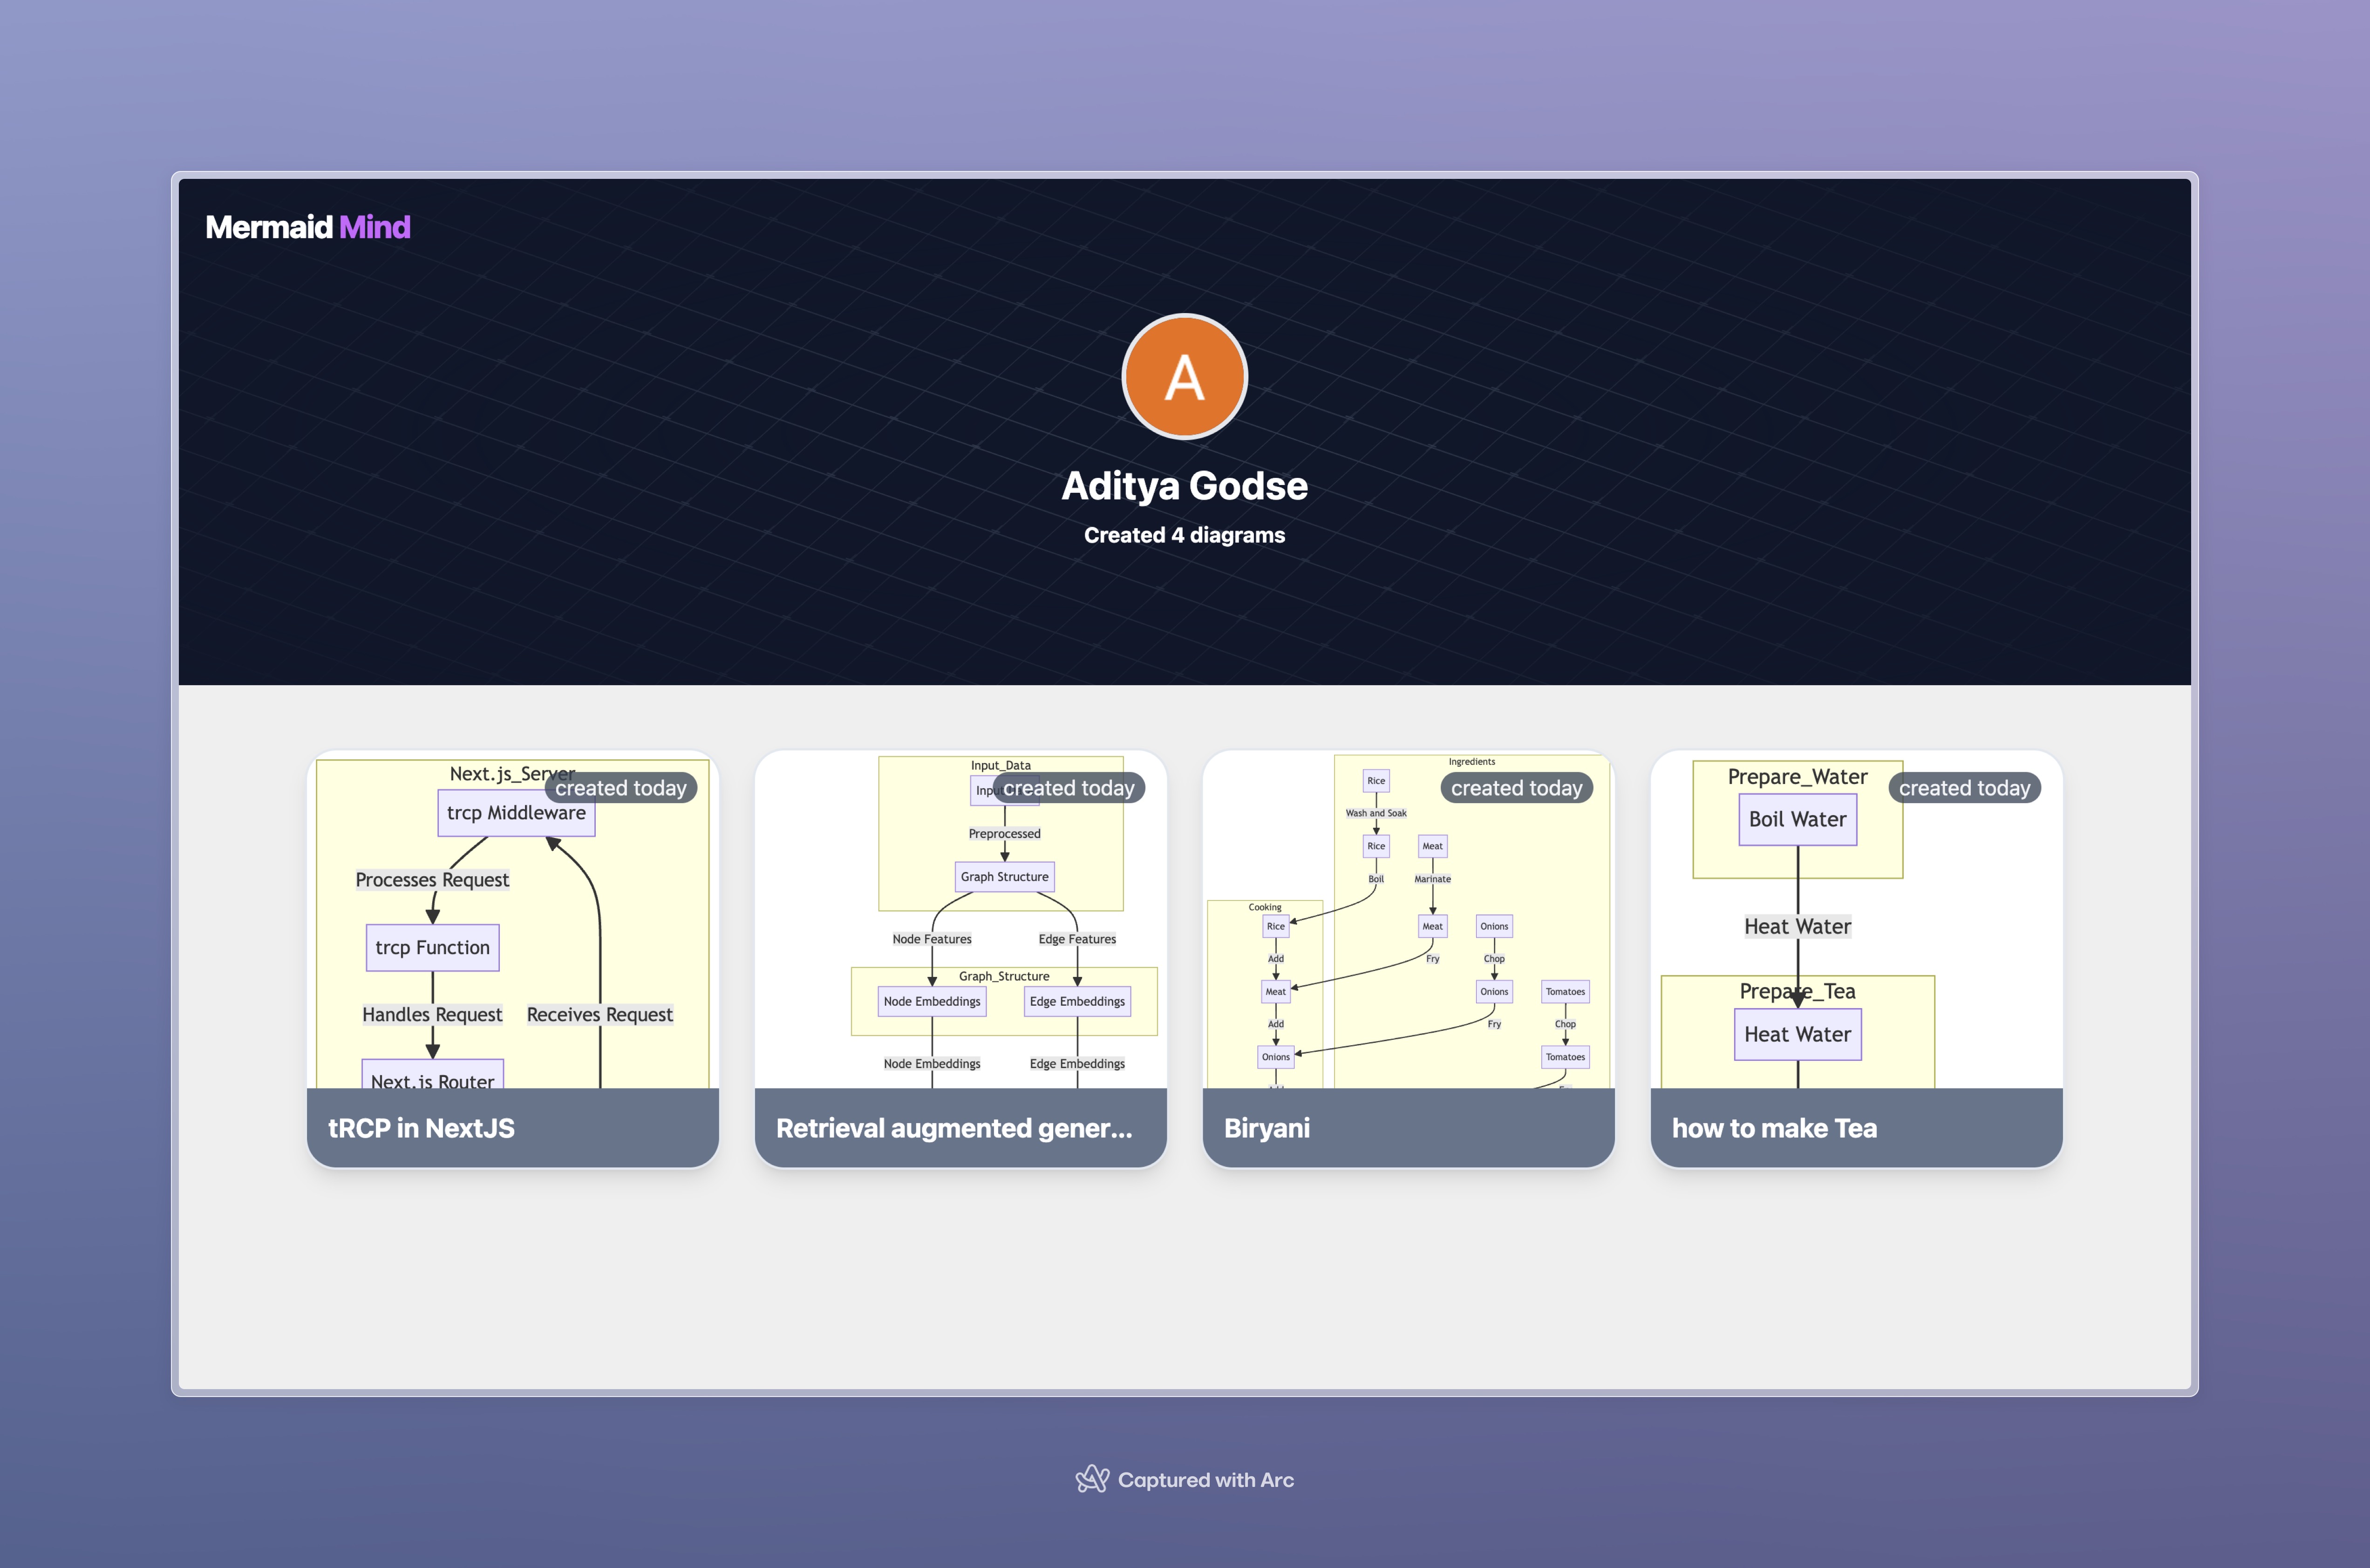 Mermaid Mind
A
Aditya Godse
Created 4 diagrams
Next.js_Server
created today
trcp Middleware
Processes Request
trcp Function
Handles Request
Receives Request
Next.js Router
tRCP in NextJS
Input_Data
created today
Preprocessed
Graph Structure
Node Features
Edge Features
Graph_Structure
Node Embeddings
Edge Embeddings
Node Embeddings
Edge Embeddings
Retrieval augmented gener...
Ingredients
created today
Rice
Wash and Soak
Rice
Meat
Boil
Marinate
Cooking
Rice
Meat
Onions
Add
Fry
Chop
Meat
Onions
Tomatoes
Add
Fry
Chop
Onions
Tomatoes
Biryani
Prepare_Water
created today
Boil Water
Heat Water
Prepare_Tea
Heat Water
how to make Tea
Captured with Arc